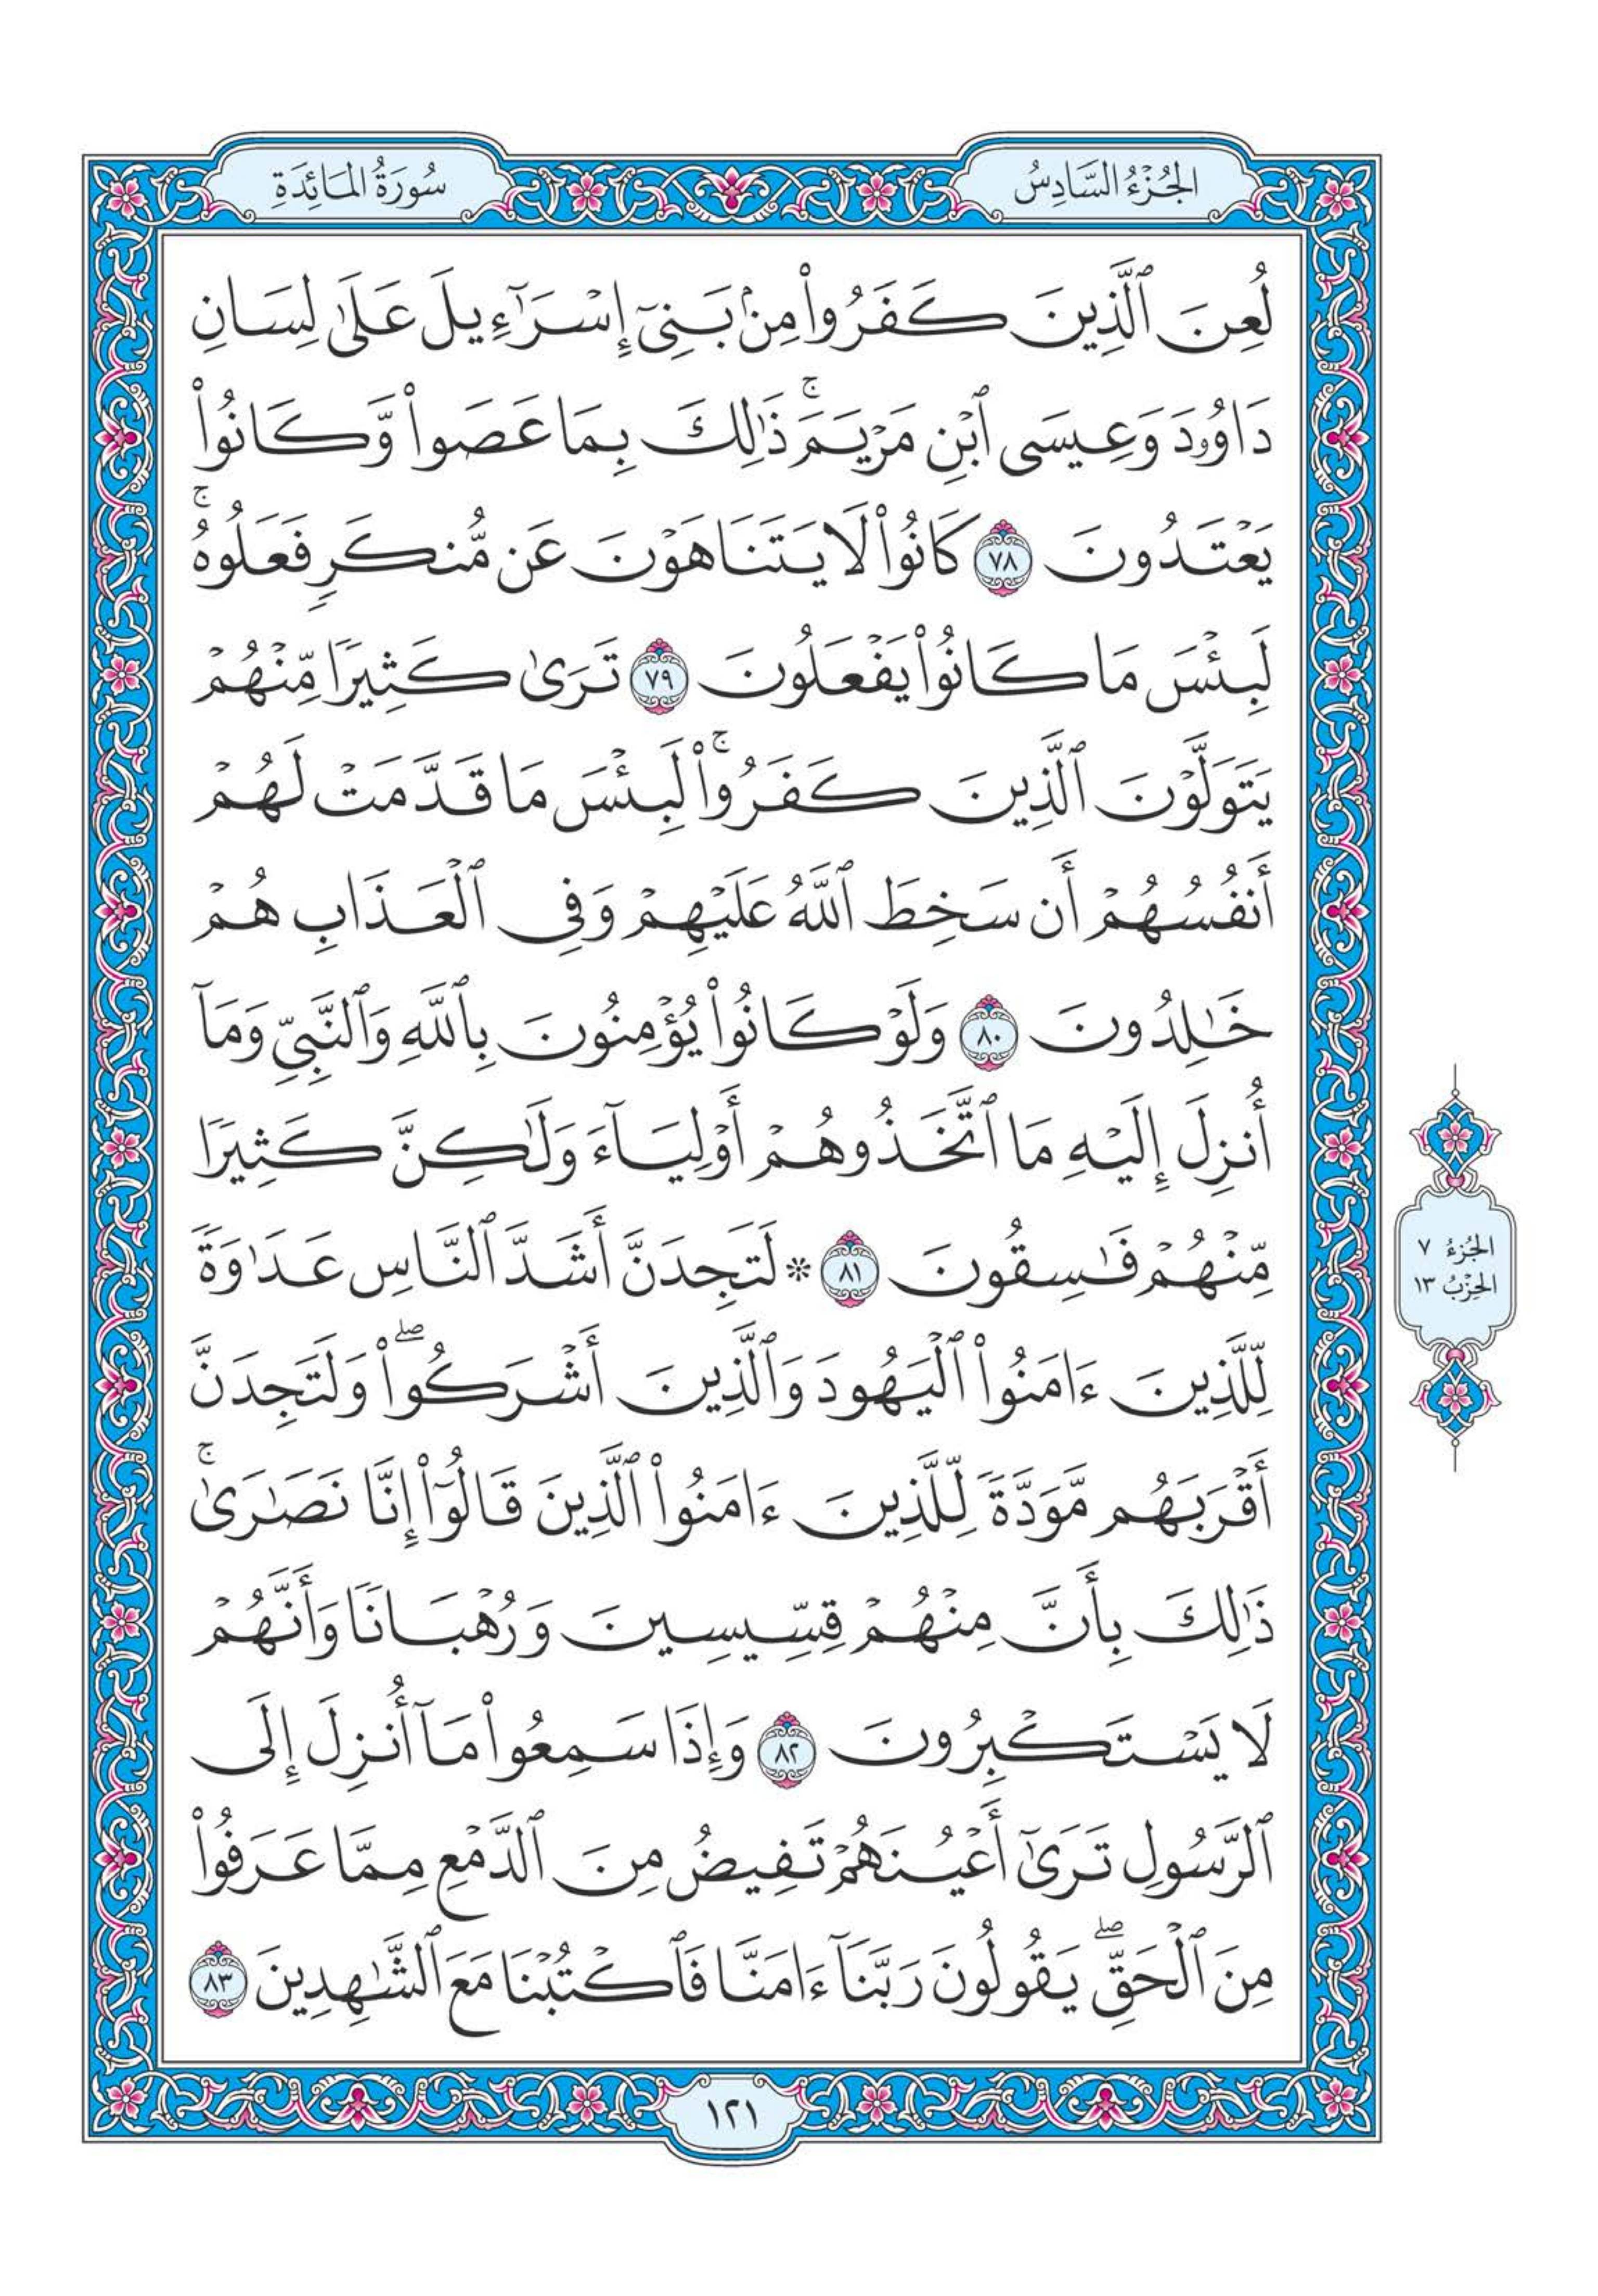 الجُزْءُ السَّادِسُ
سُورَةُ المَائِدَةِ
لُعِنَ ٱلَّذِينَ كَفَرُواْ مِنۢ بَنِىٓ إِسۡرَٰٓءِيلَ عَلَىٰ لِسَانِ
دَاوُۥدَ وَعِيسَى ٱبۡنِ مَرۡيَمَۚ ذَٰلِكَ بِمَا عَصَواْ وَّكَانُواْ
يَعۡتَدُونَ ٧٨ كَانُواْ لَا يَتَنَاهَوۡنَ عَن مُّنكَرٖ فَعَلُوهُۚ
لَبِئۡسَ مَا كَانُواْ يَفۡعَلُونَ ٧٩ تَرَىٰ كَثِيرٗا مِّنۡهُمۡ
يَتَوَلَّوۡنَ ٱلَّذِينَ كَفَرُواْۚ لَبِئۡسَ مَا قَدَّمَتۡ لَهُمۡ
أَنفُسُهُمۡ أَن سَخِطَ ٱللَّهُ عَلَيۡهِمۡ وَفِى ٱلۡعَذَابِ هُمۡ
خَٰلِدُونَ ٨٠ وَلَوۡ كَانُواْ يُؤۡمِنُونَ بِٱللَّهِ وَٱلنَّبِىِّ وَمَآ
أُنزِلَ إِلَيۡهِ مَا ٱتَّخَذُوهُمۡ أَوۡلِيَآءَ وَلَٰكِنَّ كَثِيرٗا
مِّنۡهُمۡ فَٰسِقُونَ ٨١ ۞ لَتَجِدَنَّ أَشَدَّ ٱلنَّاسِ عَدَٰوَةٗ
لِّلَّذِينَ ءَامَنُواْ ٱلۡيَهُودَ وَٱلَّذِينَ أَشۡرَكُواْۖ وَلَتَجِدَنَّ
أَقۡرَبَهُم مَّوَدَّةٗ لِّلَّذِينَ ءَامَنُواْ ٱلَّذِينَ قَالُوٓاْ إِنَّا نَصَٰرَىٰۚ
ذَٰلِكَ بِأَنَّ مِنۡهُمۡ قِسِّيسِينَ وَرُهۡبَانٗا وَأَنَّهُمۡ
لَا يَسۡتَكۡبِرُونَ ٨٢ وَإِذَا سَمِعُواْ مَآ أُنزِلَ إِلَى
ٱلرَّسُولِ تَرَىٰٓ أَعۡيُنَهُمۡ تَفِيضُ مِنَ ٱلدَّمۡعِ مِمَّا عَرَفُواْ
مِنَ ٱلۡحَقِّۖ يَقُولُونَ رَبَّنَآ ءَامَنَّا فَٱكۡتُبۡنَا مَعَ ٱلشَّٰهِدِينَ ٨٣
الجُزءُ ٧
الحِزْبُ ١٣
١٢١